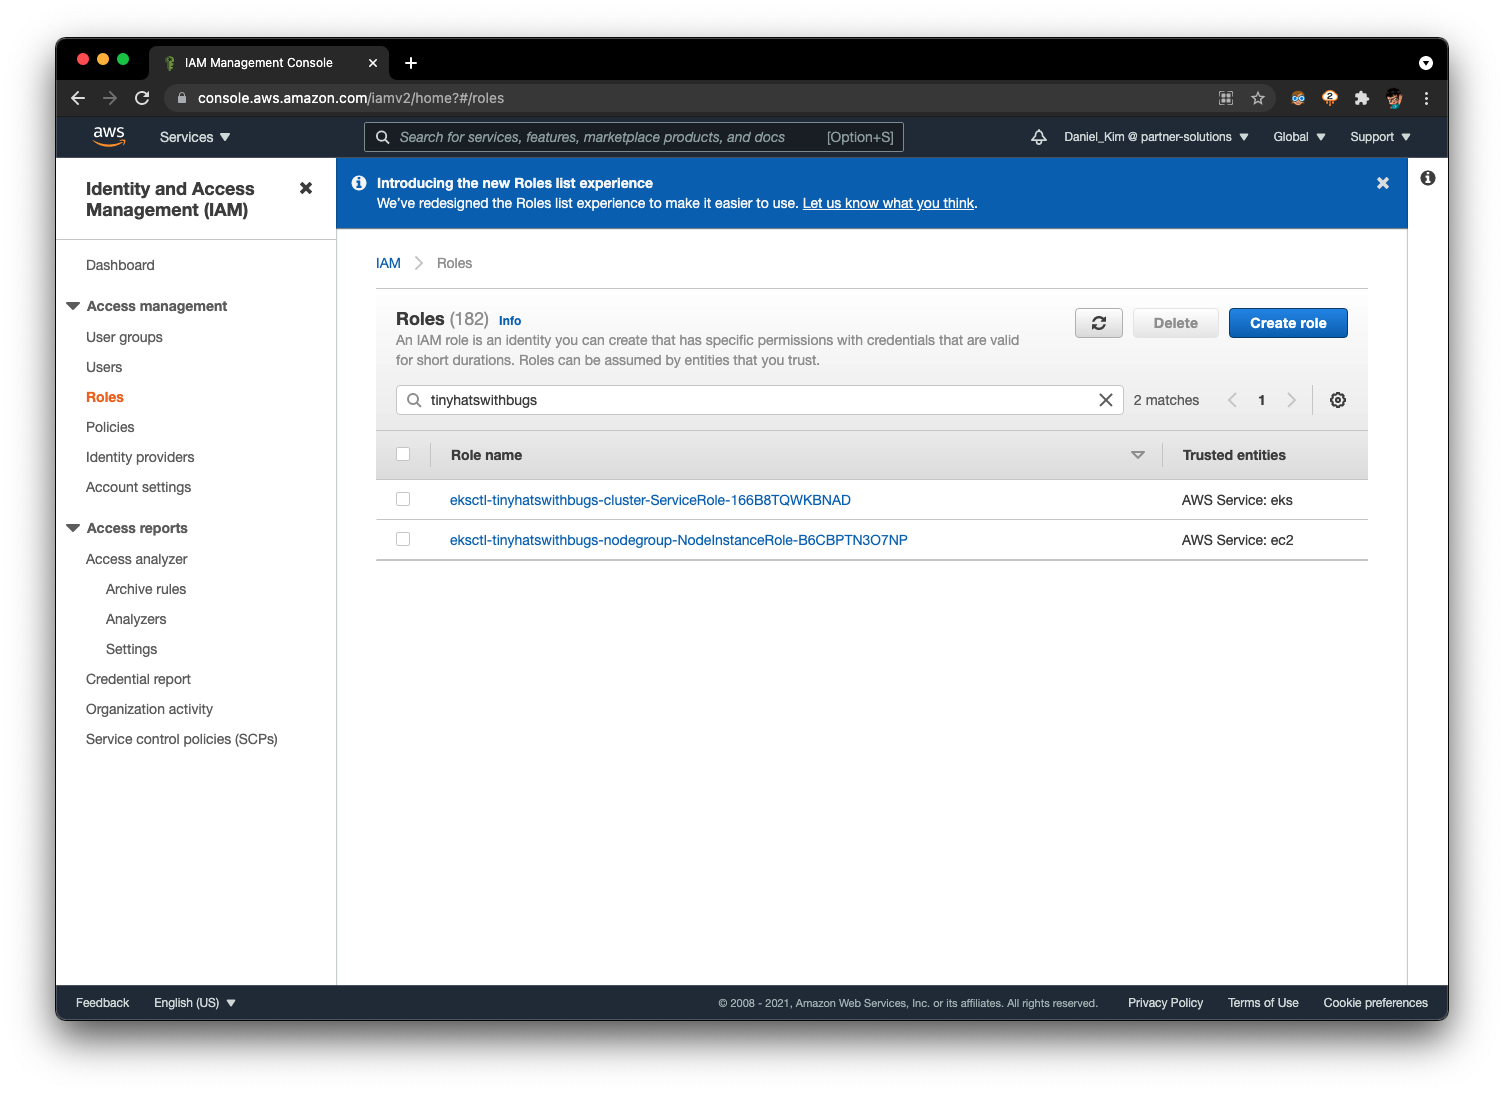 IAM Management Console
console.aws.amazon.com/iamv2/home?#/roles
2
aws
Services
Search for services, features, marketplace products, and docs [Option+S]
Daniel_Kim @ partner-solutions
Global
Support
Identity and Access
Management (IAM)
Dashboard
Access management
User groups
Users
Roles
Policies
Identity providers
Account settings
Access reports
Access analyzer
Archive rules
Analyzers
Settings
Credential report
Organization activity
Service control policies (SCPs)
Introducing the new Roles list experience
We've redesigned the Roles list experience to make it easier to use. Let us know what you think.
IAM > Roles
Roles (182) Info
An IAM role is an identity you can create that has specific permissions with credentials that are valid
for short durations. Roles can be assumed by entities that you trust.
Delete
Create role
tinyhatswithbugs
2 matches
1
Role name Trusted entities
eksctl-tinyhatswithbugs-cluster-ServiceRole-166B8TQWKBNAD AWS Service: eks
eksctl-tinyhatswithbugs-nodegroup-NodeInstanceRole-B6CBPTN3O7NP AWS Service: ec2
Feedback
English (US)
© 2008 - 2021, Amazon Web Services, Inc. or its affiliates. All rights reserved.
Privacy Policy
Terms of Use
Cookie preferences